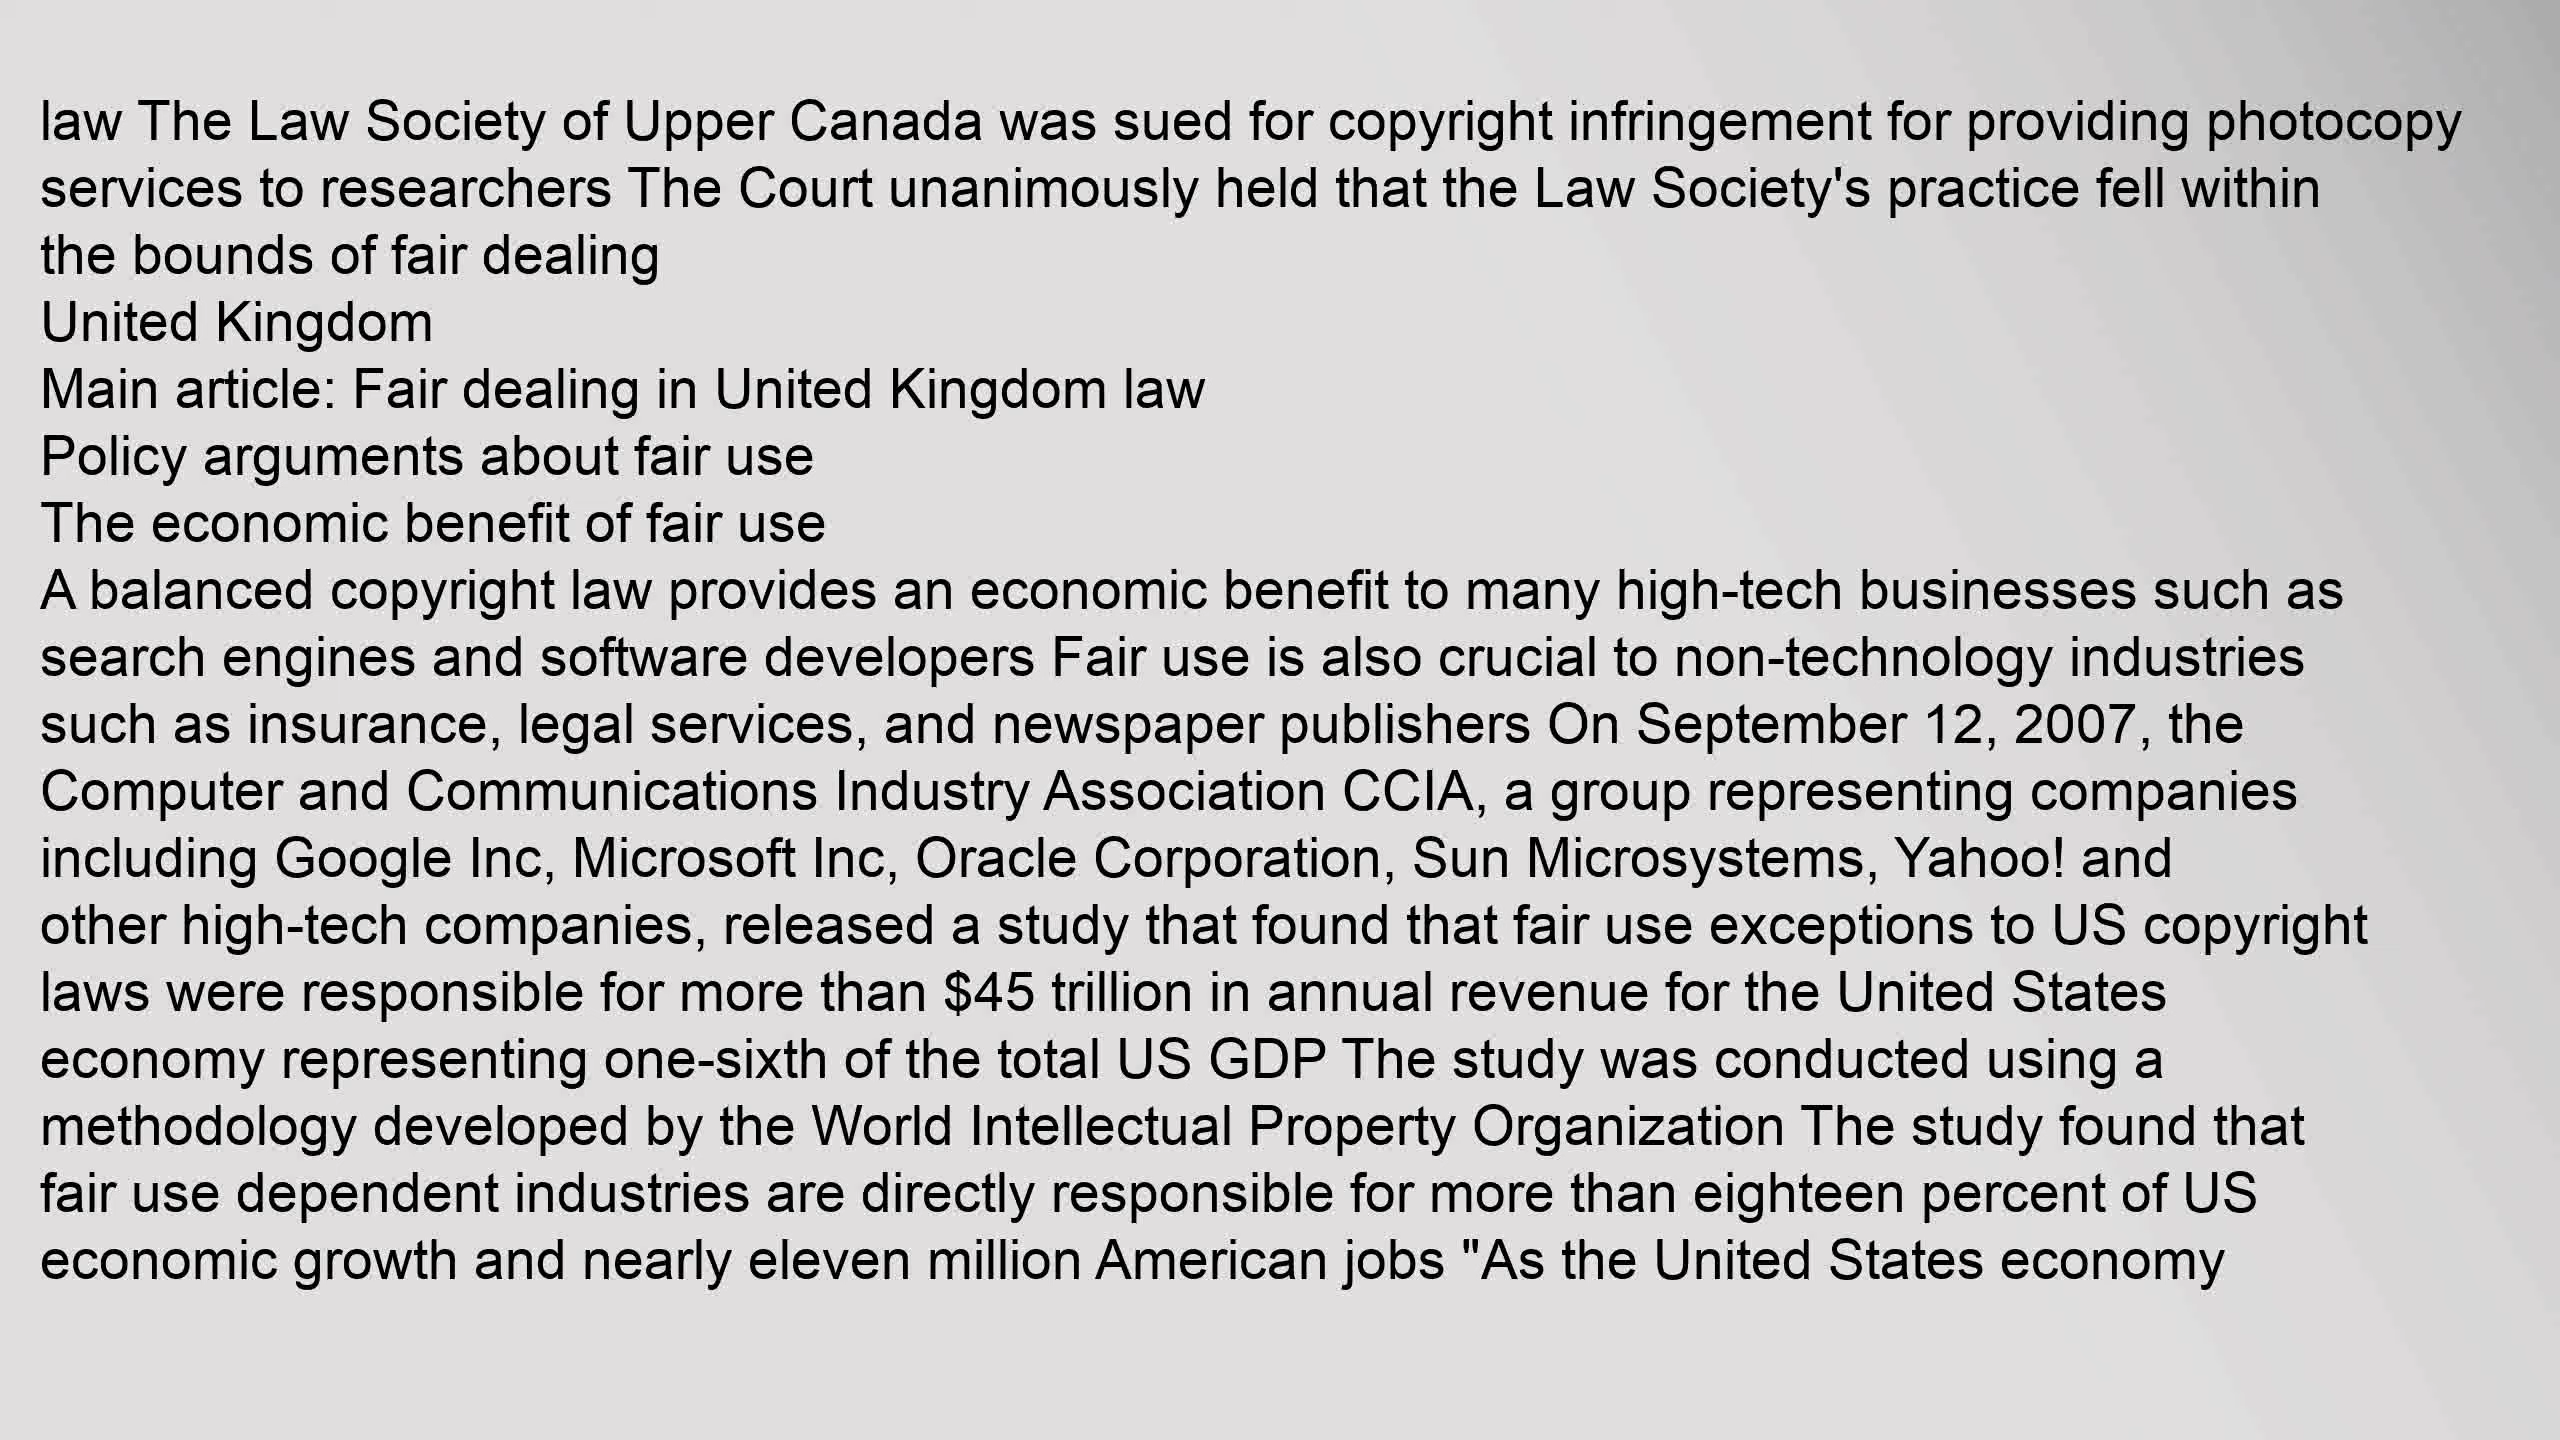 law The Law Society of Upper Canada was sued for copyright infringement for providing photocopy
services to researchers The Court unanimously held that the Law Society's practice fell within
the bounds of fair dealing
United Kingdom
Main article: Fair dealing in United Kingdom law
Policy arguments about fair use
The economic benefit of fair use
A balanced copyright law provides an economic benefit to many high-tech businesses such as
search engines and software developers Fair use is also crucial to non-technology industries
such as insurance, legal services, and newspaper publishers On September 12, 2007, the
Computer and Communications Industry Association CCIA, a group representing companies
including Google Inc, Microsoft Inc, Oracle Corporation, Sun Microsystems, Yahoo! and
other high-tech companies, released a study that found that fair use exceptions to US copyright
laws were responsible for more than $45 trillion in annual revenue for the United States
economy representing one-sixth of the total US GDP The study was conducted using a
methodology developed by the World Intellectual Property Organization The study found that
fair use dependent industries are directly responsible for more than eighteen percent of US
economic growth and nearly eleven million American jobs "As the United States economy